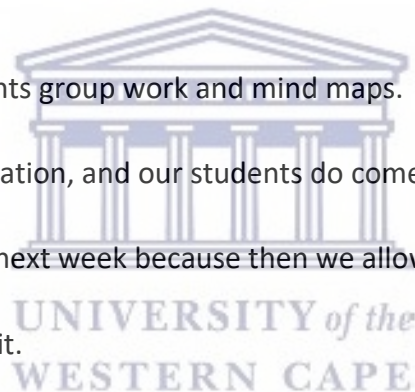 nts group work and mind maps.
ation, and our students do come
next week because then we allow
UNIVERSITY of the
it.
WESTERN CAPE